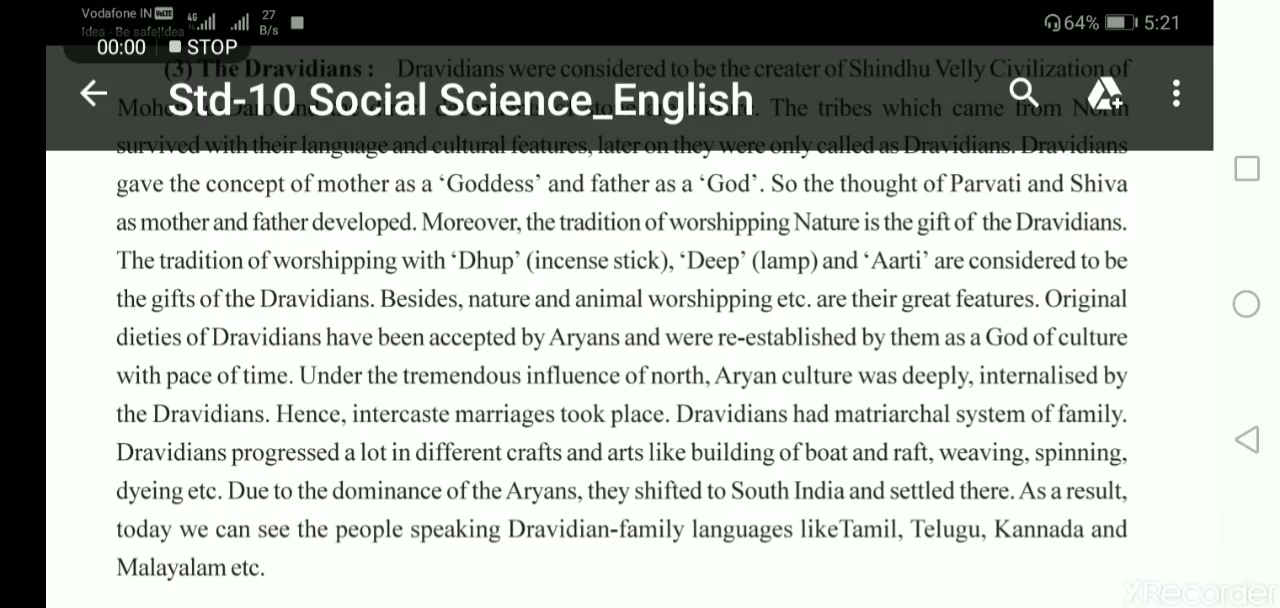 Vodafone IN VoLTE 4G 27 B/s 64% 5:21
Idea - Be safe!Idea
00:00 STOP
(3) The Dravidians : Dravidians were considered to be the creater of Shindhu Velly Civilization of
Std-10 Social Science_English
The tribes which came from North
survived with their language and cultural features, later on they were only called as Dravidians. Dravidians
gave the concept of mother as a ‘Goddess’ and father as a ‘God’. So the thought of Parvati and Shiva
as mother and father developed. Moreover, the tradition of worshipping Nature is the gift of the Dravidians.
The tradition of worshipping with ‘Dhup’ (incense stick), ‘Deep’ (lamp) and ‘Aarti’ are considered to be
the gifts of the Dravidians. Besides, nature and animal worshipping etc. are their great features. Original
dieties of Dravidians have been accepted by Aryans and were re-established by them as a God of culture
with pace of time. Under the tremendous influence of north, Aryan culture was deeply, internalised by
the Dravidians. Hence, intercaste marriages took place. Dravidians had matriarchal system of family.
Dravidians progressed a lot in different crafts and arts like building of boat and raft, weaving, spinning,
dyeing etc. Due to the dominance of the Aryans, they shifted to South India and settled there. As a result,
today we can see the people speaking Dravidian-family languages likeTamil, Telugu, Kannada and
Malayalam etc.
XRecorder